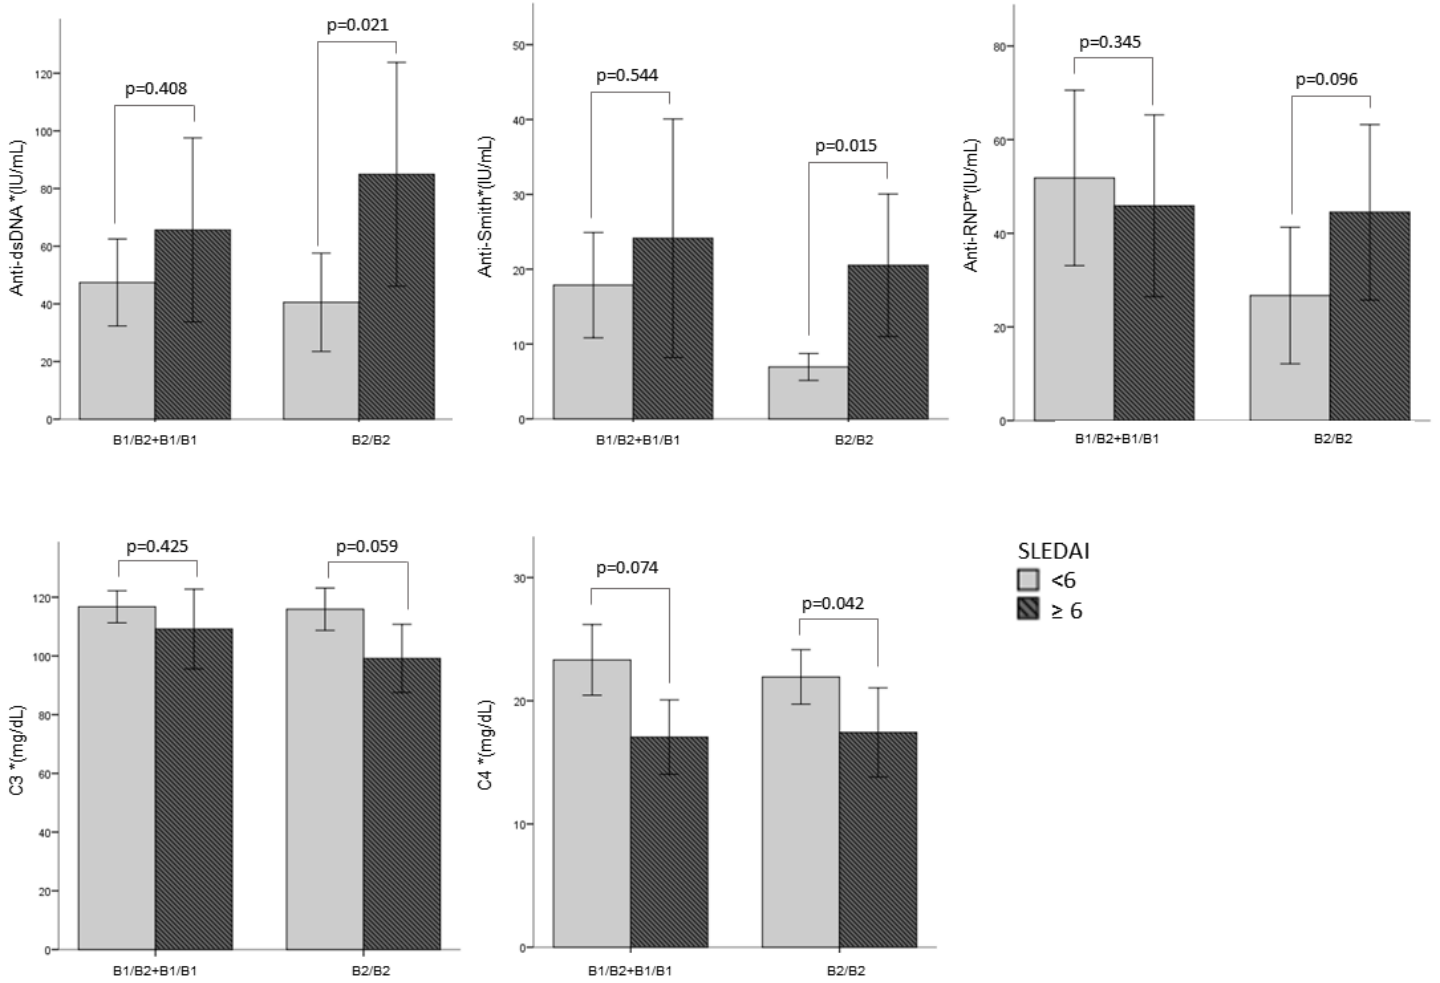 p=0.408
p=0.021
Anti-dsDNA *(IU/mL)
120
100
80
60
40
20
0
B1/B2+B1/B1
B2/B2
p=0.544
p=0.015
Anti-Smith*(IU/mL)
50
40
30
20
10
0
B1/B2+B1/B1
B2/B2
p=0.345
p=0.096
Anti-RNP*(IU/mL)
80
60
40
20
0
B1/B2+B1/B1
B2/B2
p=0.425
p=0.059
C3 *(mg/dL)
120
100
80
60
40
20
0
B1/B2+B1/B1
B2/B2
p=0.074
p=0.042
C4 *(mg/dL)
30
20
10
0
B1/B2+B1/B1
B2/B2
SLEDAI
<6
≥ 6